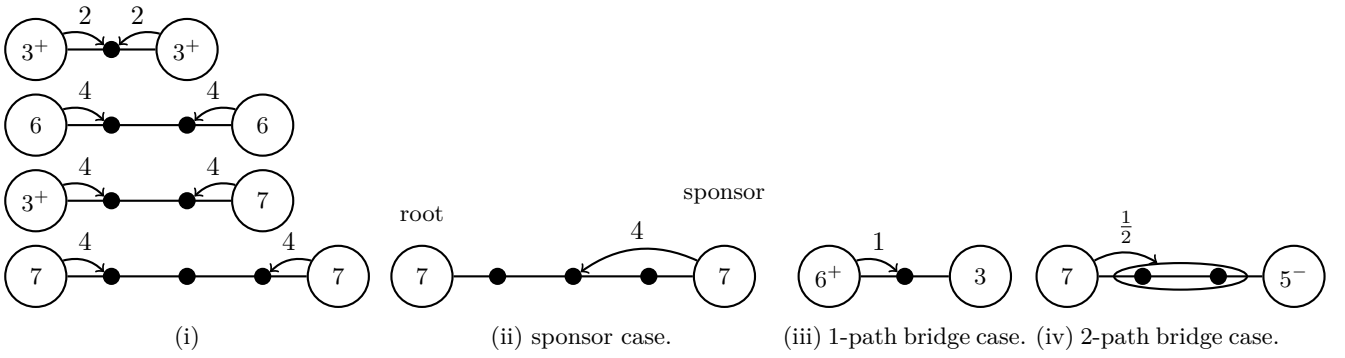 2 2
3⁺ 3⁺
4 4
6 6
4 4
3⁺ 7
4 4
7 7
(i)
root
sponsor
4
7 7
(ii) sponsor case.
1
6⁺ 3
(iii) 1-path bridge case.
1/2
7 5⁻
(iv) 2-path bridge case.